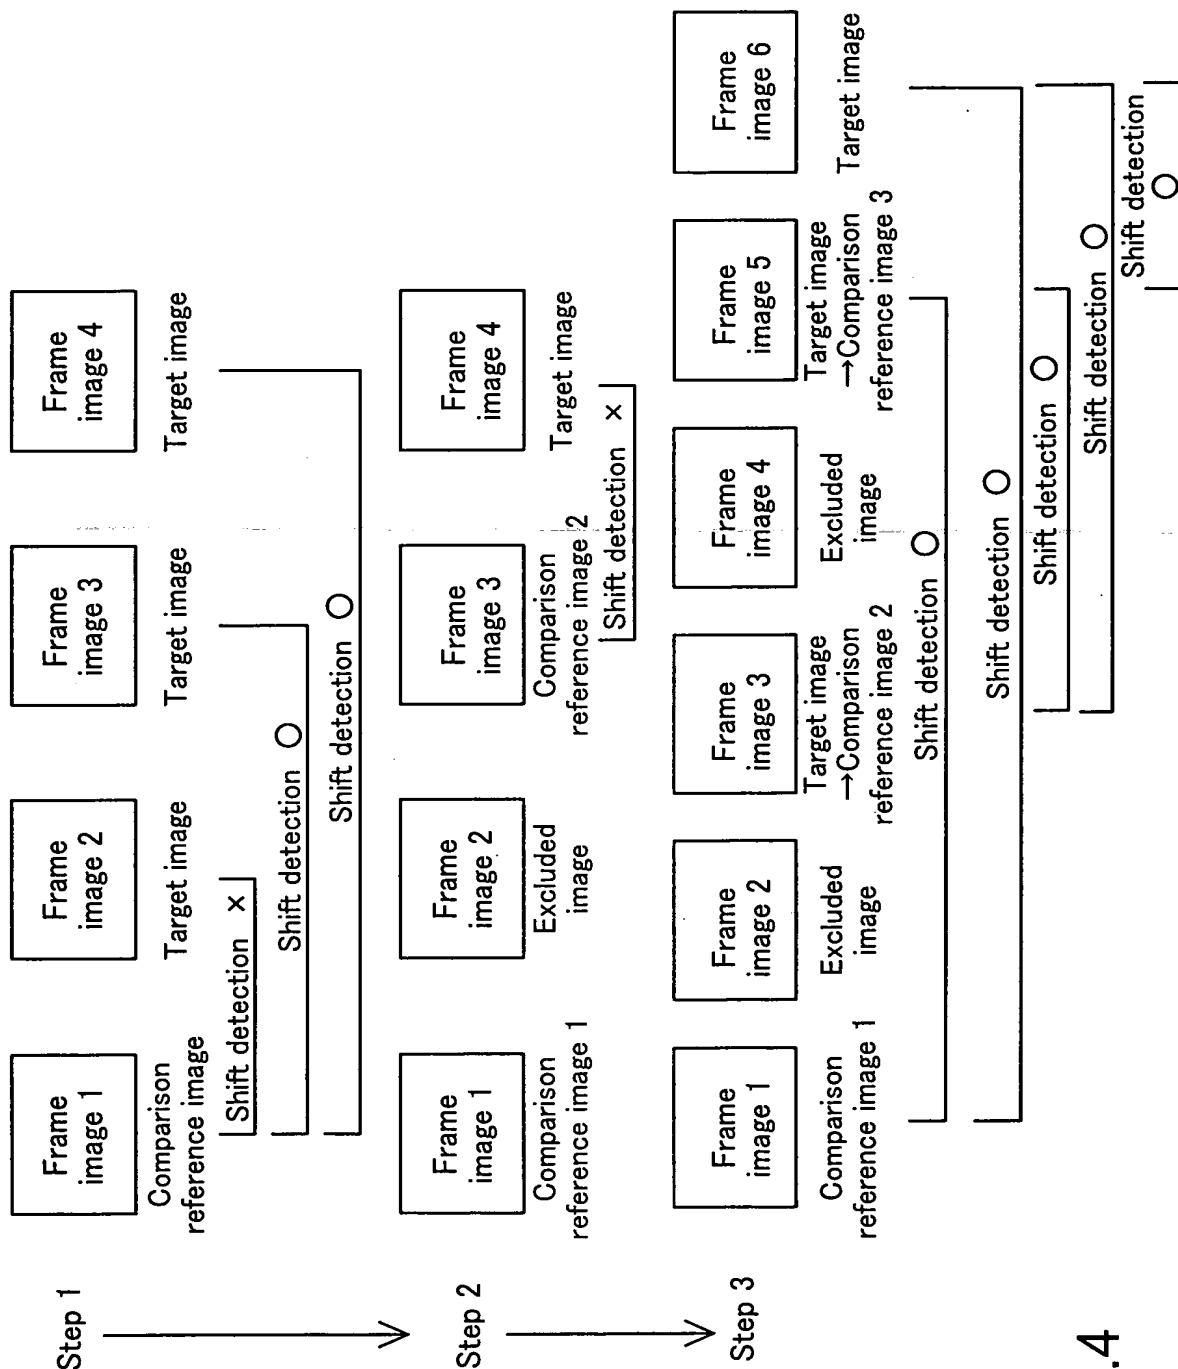 Step 1
Frame
image 1
Comparison
reference image
Frame
image 2
Target image
Frame
image 3
Target image
Frame
image 4
Target image
Shift detection ×
Shift detection ○
Shift detection ○
Step 2
Frame
image 1
Comparison
reference image 1
Frame
image 2
Excluded
image
Frame
image 3
Comparison
reference image 2
Frame
image 4
Target image
Shift detection ×
Step 3
Frame
image 1
Comparison
reference image 1
Frame
image 2
Excluded
image
Frame
image 3
Target image
→Comparison
reference image 2
Frame
image 4
Excluded
image
Frame
image 5
Target image
→Comparison
reference image 3
Frame
image 6
Target image
Shift detection ○
Shift detection ○
Shift detection ○
Shift detection ○
Shift detection
○
.4